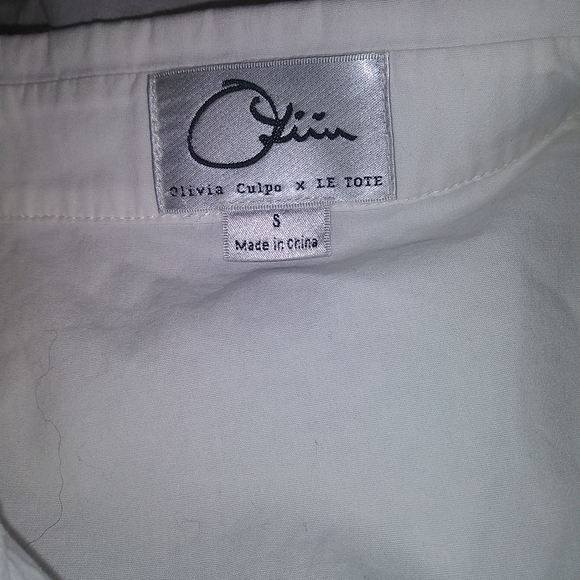 Olivia Culpo x LE TOTE
S
Made in China